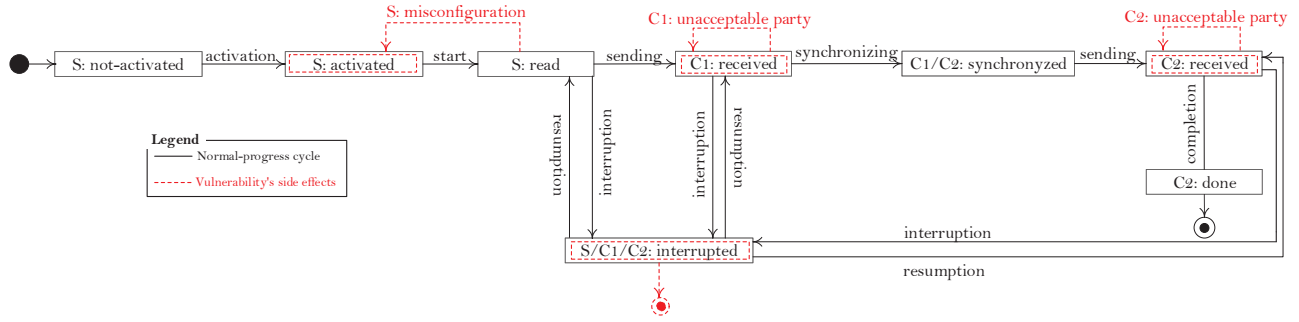 S: misconfiguration
C1: unacceptable party
C2: unacceptable party
S: not-activated
activation
S: activated
start
S: read
sending
C1: received
synchronizing
C1/C2: synchronyzed
sending
C2: received
resumption
interruption
interruption
resumption
completion
Legend
Normal-progress cycle
Vulnerability's side effects
C2: done
S/C1/C2: interrupted
interruption
resumption